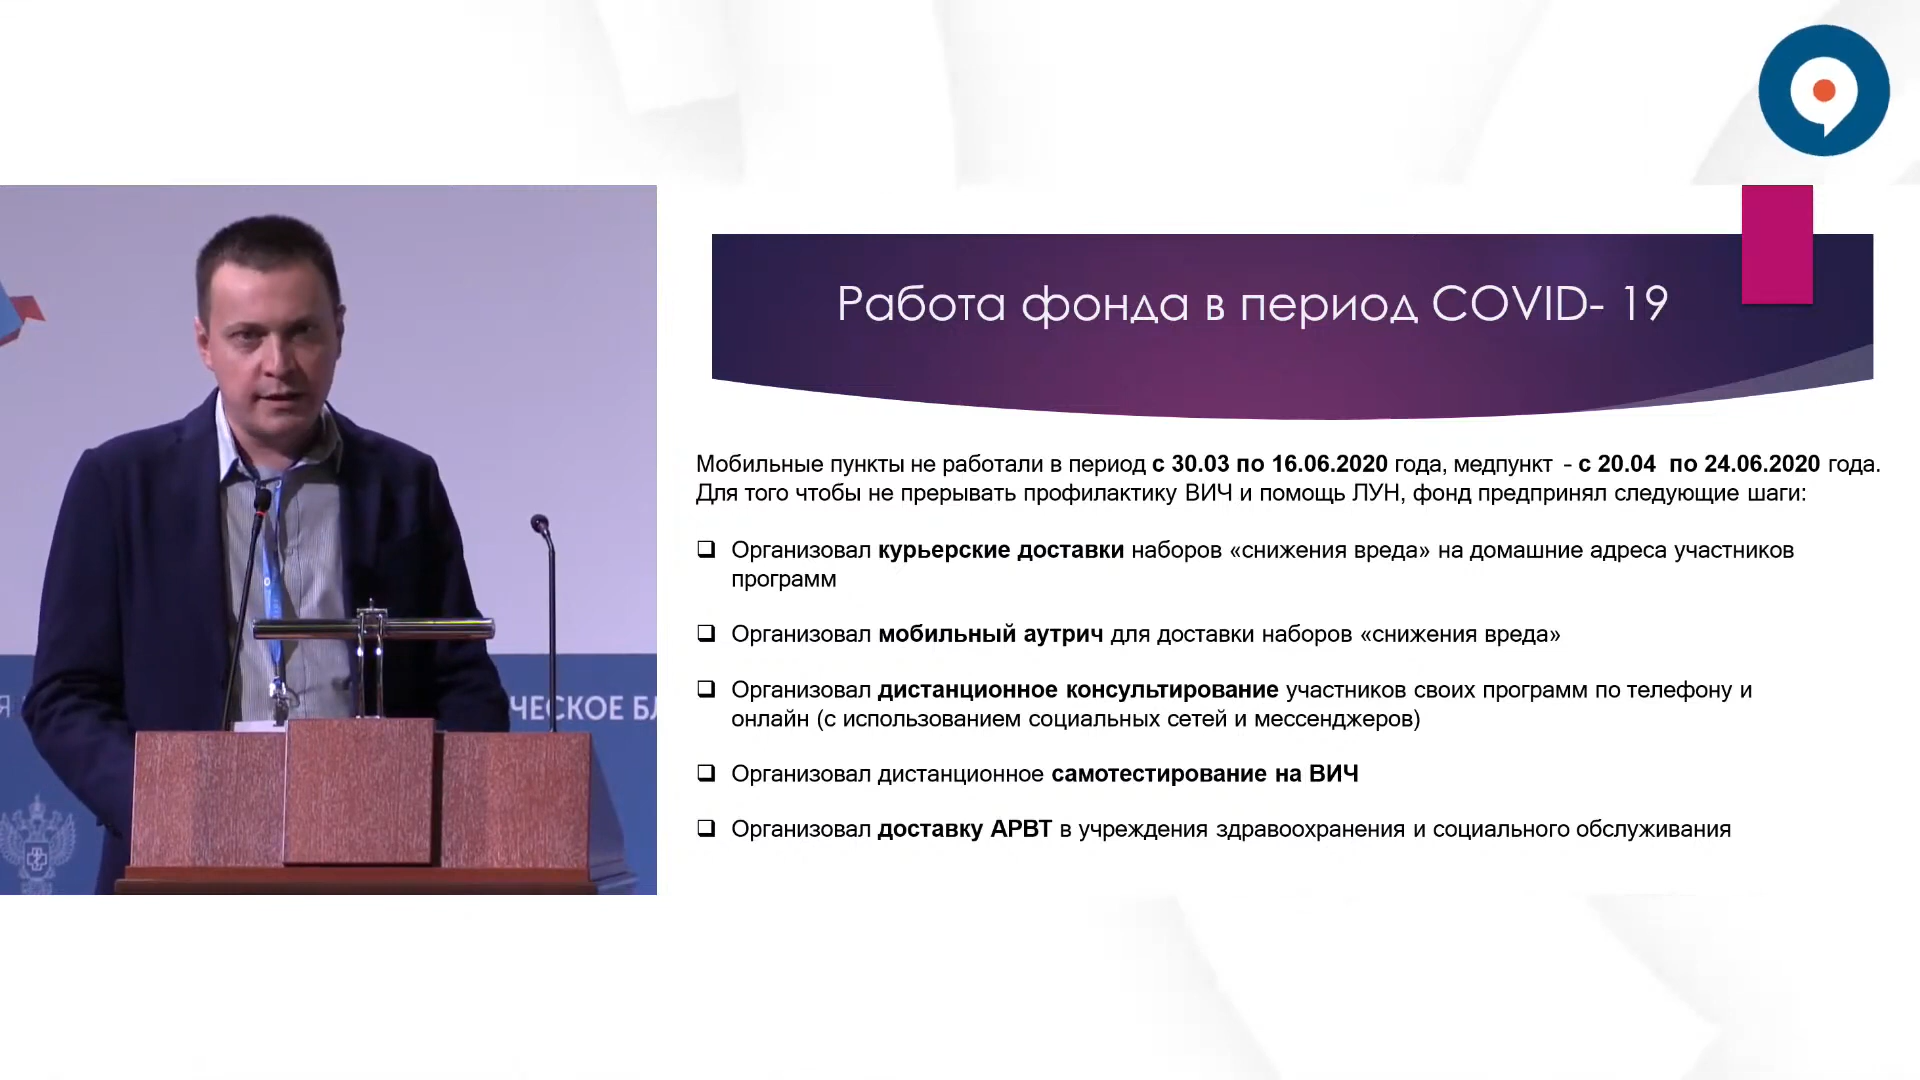 Работа фонда в период COVID- 19
Мобильные пункты не работали в период с 30.03 по 16.06.2020 года, медпункт - с 20.04 по 24.06.2020 года.
Для того чтобы не прерывать профилактику ВИЧ и помощь ЛУН, фонд предпринял следующие шаги:
Организовал курьерские доставки наборов «снижения вреда» на домашние адреса участников
программ
Организовал мобильный аутрич для доставки наборов «снижения вреда»
Организовал дистанционное консультирование участников своих программ по телефону и
онлайн (с использованием социальных сетей и мессенджеров)
Организовал дистанционное самотестирование на ВИЧ
Организовал доставку АРВТ в учреждения здравоохранения и социального обслуживания
Я
ЧЕСКОЕ БЛ